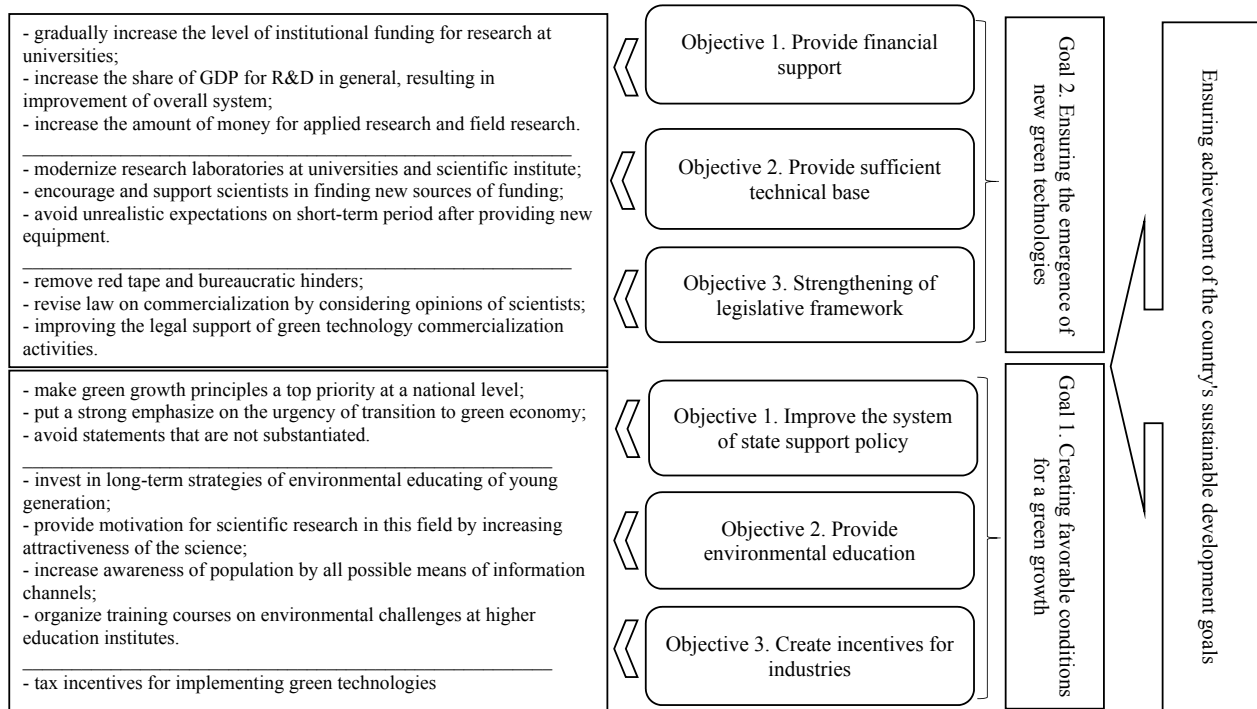 - gradually increase the level of institutional funding for research at
universities;
- increase the share of GDP for R&D in general, resulting in
improvement of overall system;
- increase the amount of money for applied research and field research.
- modernize research laboratories at universities and scientific institute;
- encourage and support scientists in finding new sources of funding;
- avoid unrealistic expectations on short-term period after providing new
equipment.
- remove red tape and bureaucratic hinders;
- revise law on commercialization by considering opinions of scientists;
- improving the legal support of green technology commercialization
activities.
Objective 1. Provide financial
support
Objective 2. Provide sufficient
technical base
Objective 3. Strengthening of
legislative framework
Goal 2. Ensuring the emergence of
new green technologies
- make green growth principles a top priority at a national level;
- put a strong emphasize on the urgency of transition to green economy;
- avoid statements that are not substantiated.
- invest in long-term strategies of environmental educating of young
generation;
- provide motivation for scientific research in this field by increasing
attractiveness of the science;
- increase awareness of population by all possible means of information
channels;
- organize training courses on environmental challenges at higher
education institutes.
- tax incentives for implementing green technologies
Objective 1. Improve the system
of state support policy
Objective 2. Provide
environmental education
Objective 3. Create incentives for
industries
Goal 1. Creating favorable conditions
for a green growth
Ensuring achievement of the country's sustainable development goals